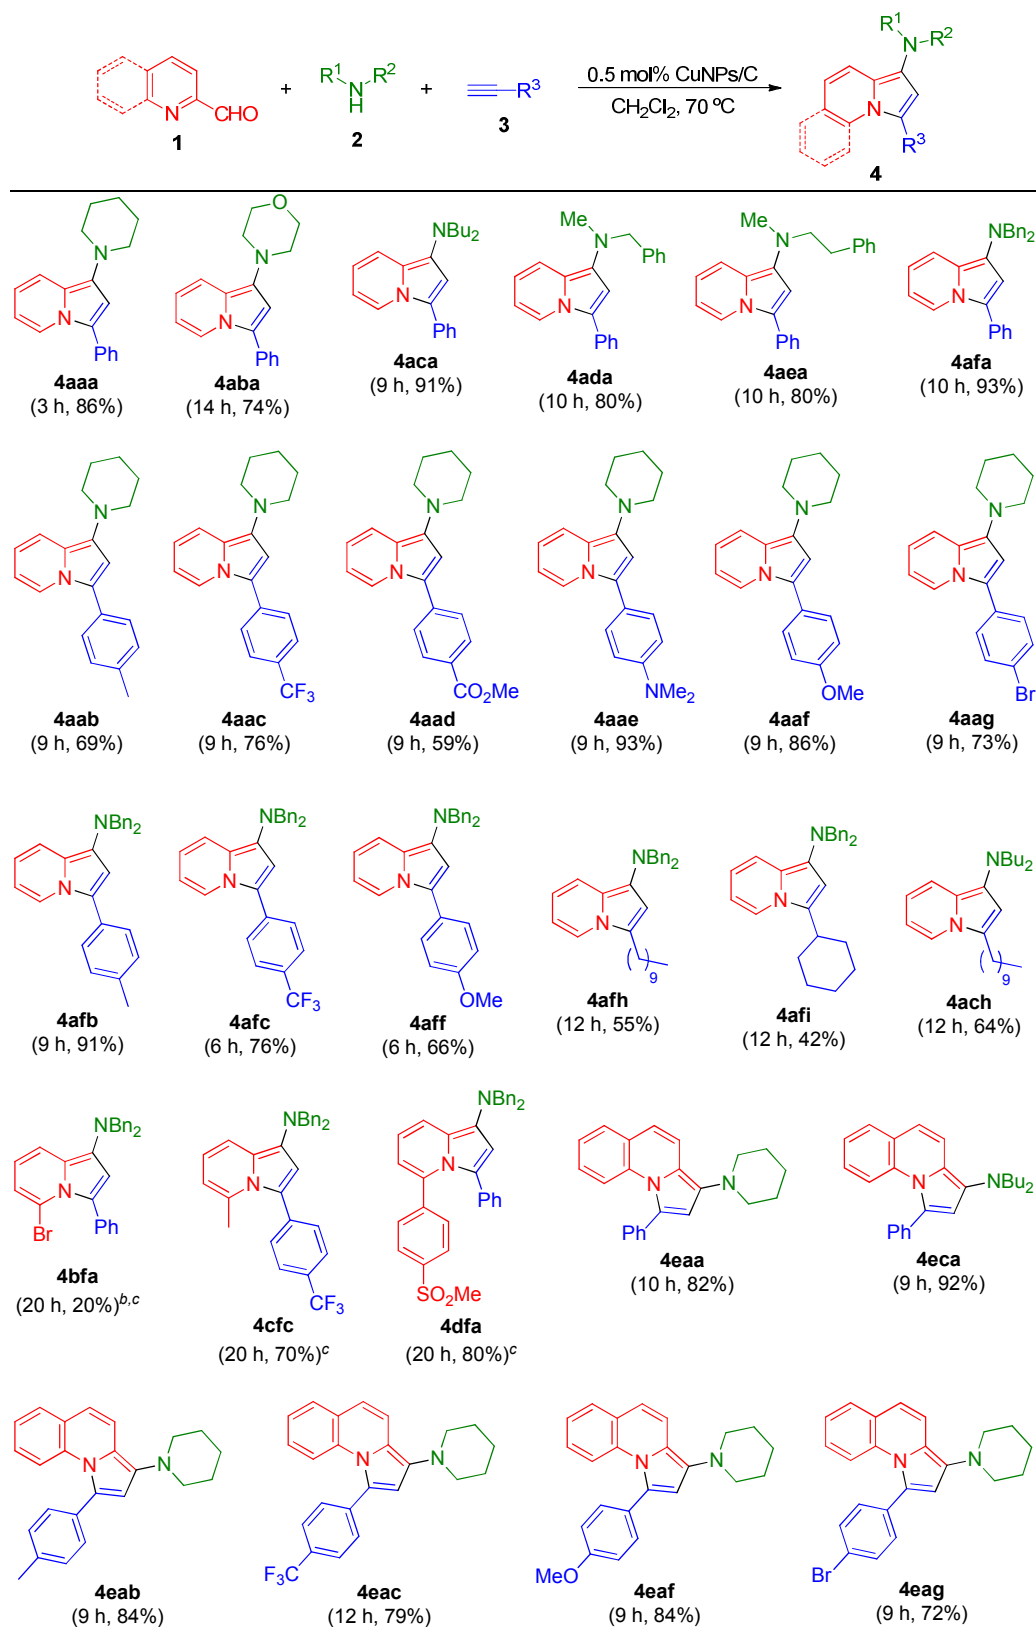 R¹ N R²
N CHO + R¹ N H R² + R³ 0.5 mol% CuNPs/C N
1 2 3 CH₂Cl₂, 70 ºC R³
4
N O N NBu₂ Me N Ph Me N Ph NBn₂
N Ph N Ph N Ph N Ph N Ph N Ph
4aaa 4aba 4aca 4ada 4aea 4afa
(3 h, 86%) (14 h, 74%) (9 h, 91%) (10 h, 80%) (10 h, 80%) (10 h, 93%)
N N N N N N
N N N N N N
CF₃ CO₂Me NMe₂ OMe Br
4aab 4aac 4aad 4aae 4aaf 4aag
(9 h, 69%) (9 h, 76%) (9 h, 59%) (9 h, 93%) (9 h, 86%) (9 h, 73%)
NBn₂ NBn₂ NBn₂ NBn₂ NBn₂ NBu₂
N N N N N N
CF₃ OMe ( )₉ ( )₉
4afb 4afc 4aff 4afh 4afi 4ach
(9 h, 91%) (6 h, 76%) (6 h, 66%) (12 h, 55%) (12 h, 42%) (12 h, 64%)
NBn₂ NBn₂ NBn₂ N NBu₂
N N N N N
Br Ph CF₃ Ph SO₂Me Ph Ph
4bfa 4cfc 4dfa 4eaa 4eca
(20 h, 20%)ᵇ,ᶜ (20 h, 70%)ᶜ (20 h, 80%)ᶜ (10 h, 82%) (9 h, 92%)
N N N N
N N N N
F₃C MeO Br
4eab 4eac 4eaf 4eag
(9 h, 84%) (12 h, 79%) (9 h, 84%) (9 h, 72%)